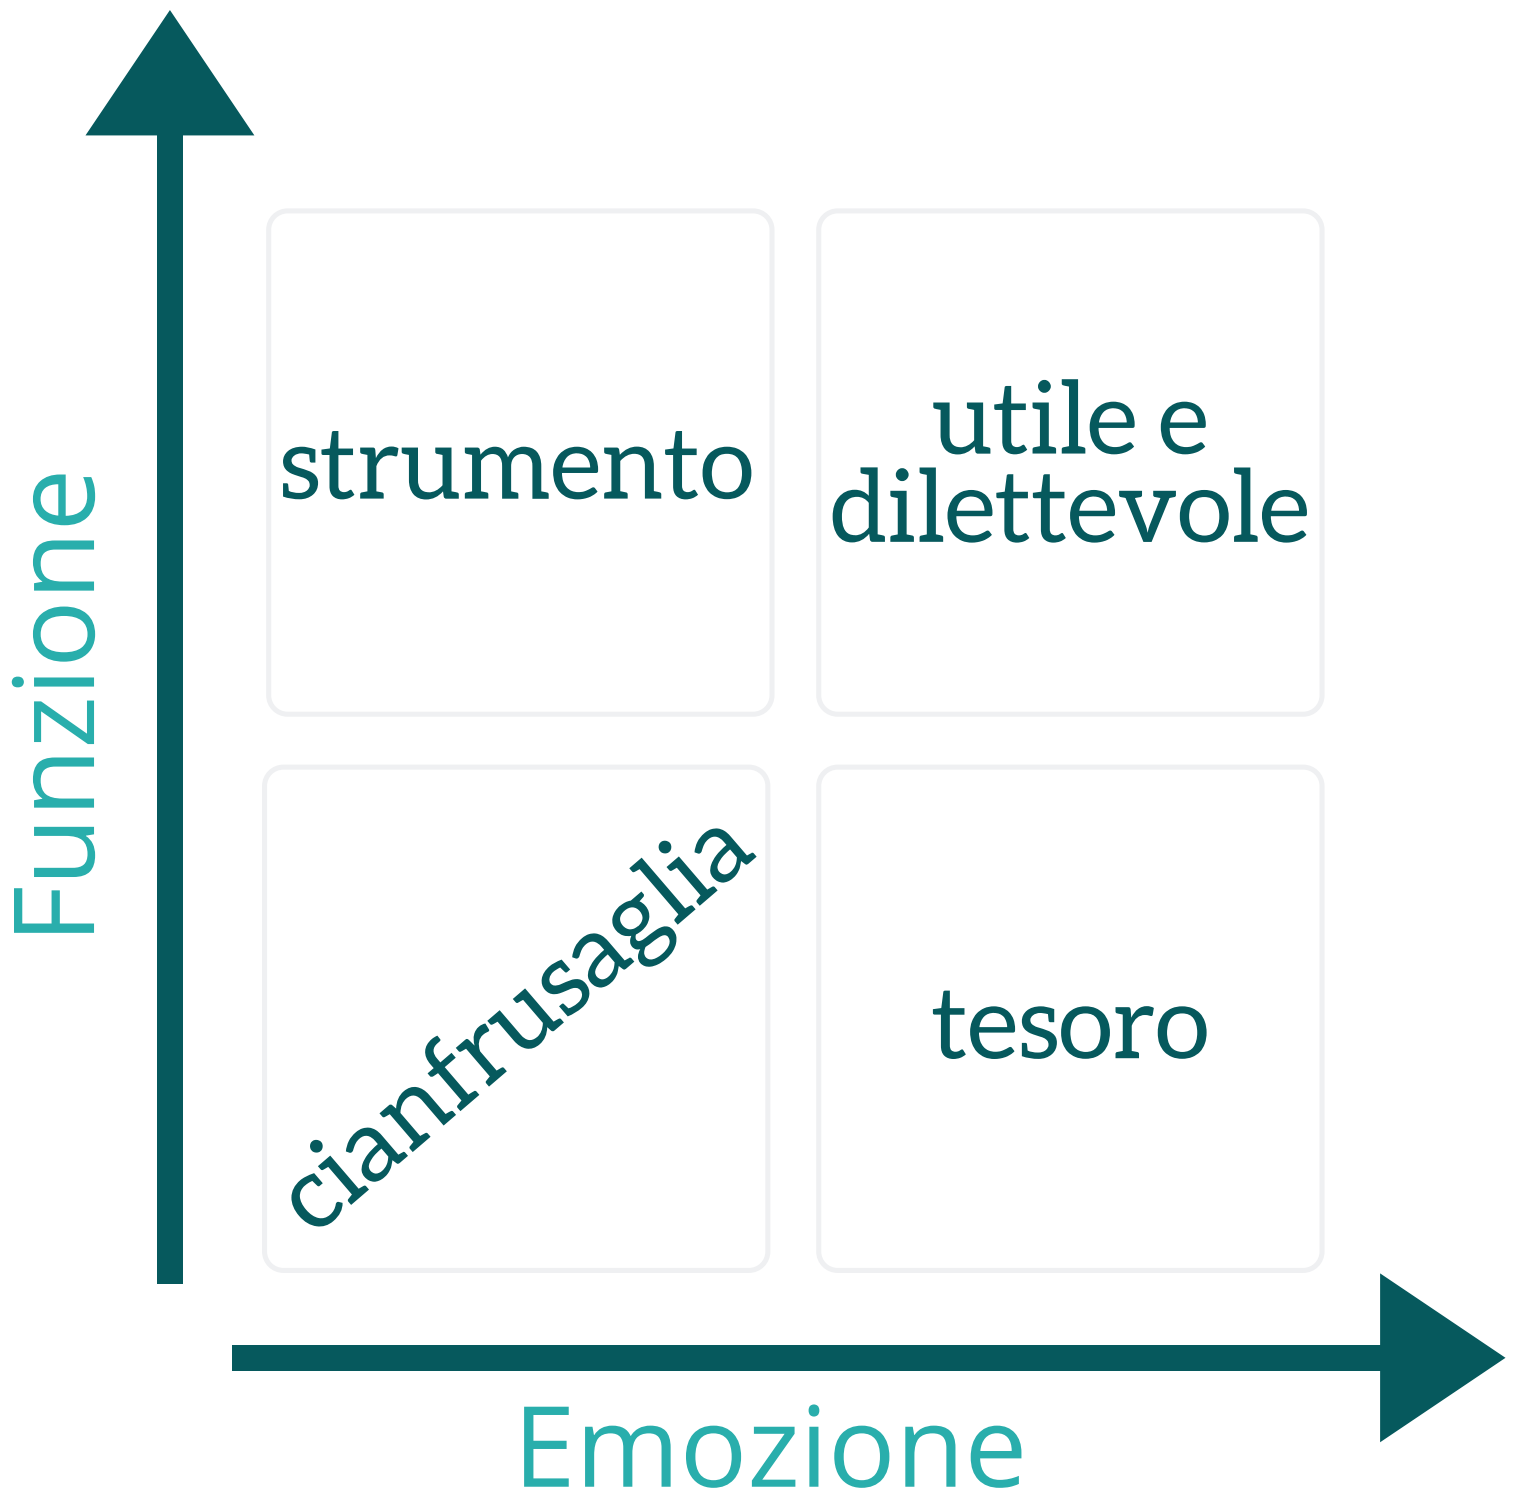 Funzione
strumento
utile e
dilettevole
cianfrusaglia
tesoro
Emozione